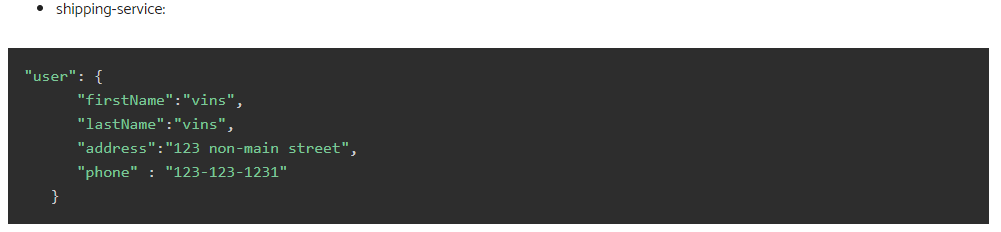 • shipping-service:
"user": {
      "firstName":"vins",
      "lastName":"vins",
      "address":"123 non-main street",
      "phone" : "123-123-1231"
   }